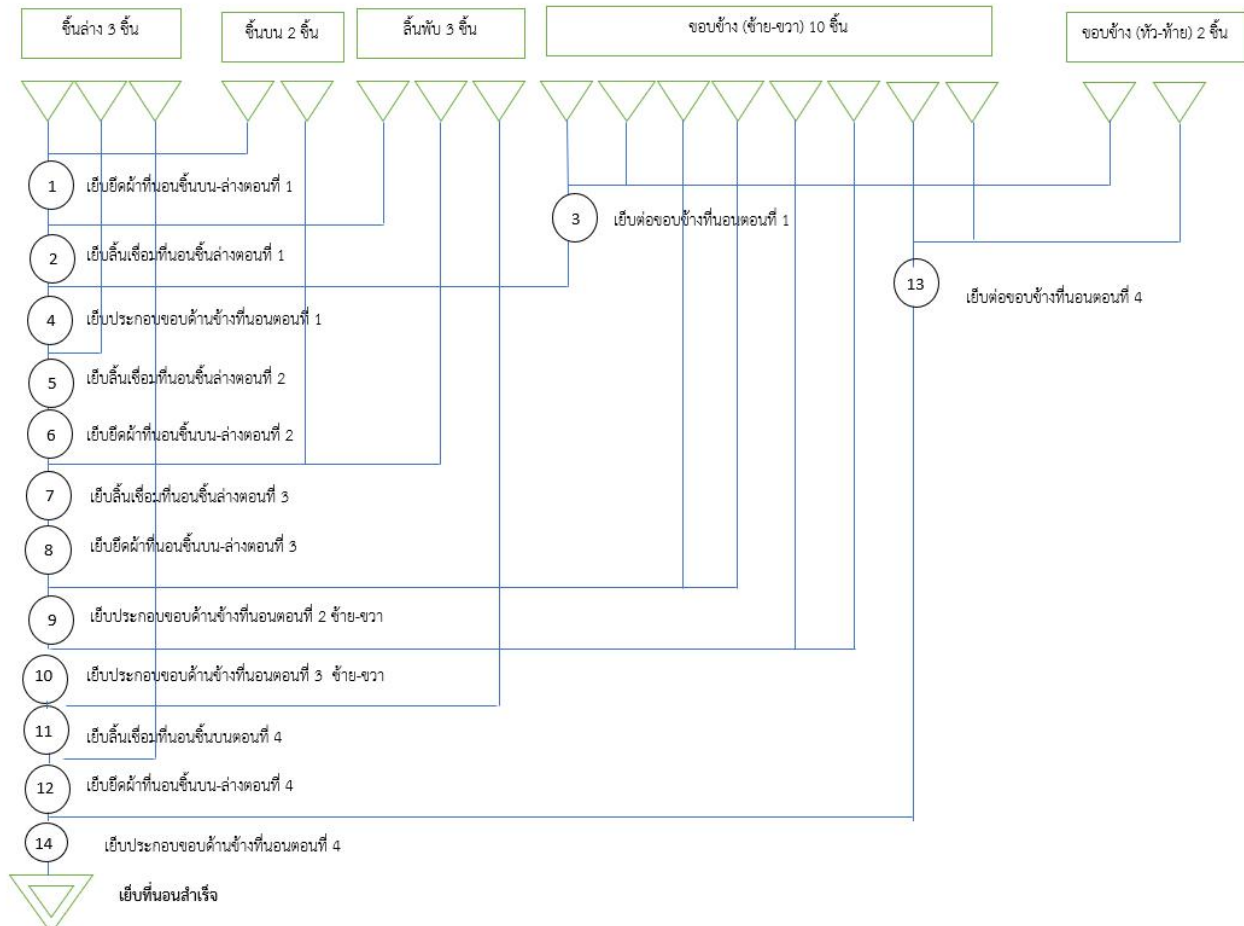 ชิ้นล่าง 3 ชิ้น
ชิ้นบน 2 ชิ้น
ลิ้นพับ 3 ชิ้น
ขอบข้าง (ซ้าย-ขวา) 10 ชิ้น
ขอบข้าง (หัว-ท้าย) 2 ชิ้น
1 เย็บยึดผ้าที่นอนชิ้นบน-ล่างตอนที่ 1
3 เย็บต่อขอบข้างที่นอนตอนที่ 1
2 เย็บลิ้นเชื่อมที่นอนชิ้นล่างตอนที่ 1
13 เย็บต่อขอบข้างที่นอนตอนที่ 4
4 เย็บประกอบขอบด้านข้างที่นอนตอนที่ 1
5 เย็บลิ้นเชื่อมที่นอนชิ้นล่างตอนที่ 2
6 เย็บยึดผ้าที่นอนชิ้นบน-ล่างตอนที่ 2
7 เย็บลิ้นเชื่อมที่นอนชิ้นล่างตอนที่ 3
8 เย็บยึดผ้าที่นอนชิ้นบน-ล่างตอนที่ 3
9 เย็บประกอบขอบด้านข้างที่นอนตอนที่ 2 ซ้าย-ขวา
10 เย็บประกอบขอบด้านข้างที่นอนตอนที่ 3 ซ้าย-ขวา
11 เย็บลิ้นเชื่อมที่นอนชิ้นบนตอนที่ 4
12 เย็บยึดผ้าที่นอนชิ้นบน-ล่างตอนที่ 4
14 เย็บประกอบขอบด้านข้างที่นอนตอนที่ 4
เย็บที่นอนสำเร็จ